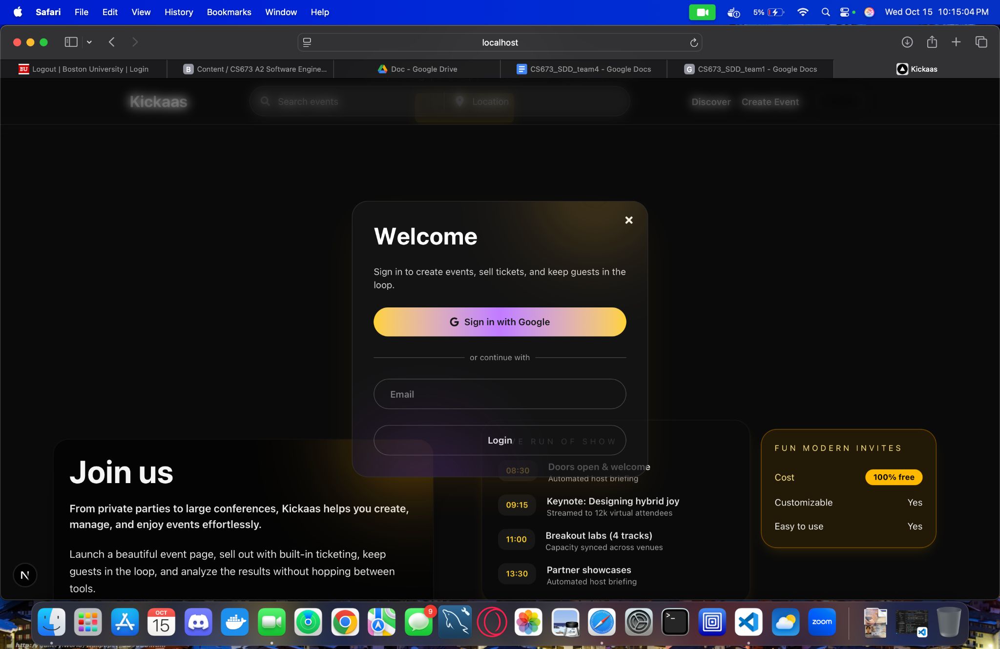 Safari File Edit View History Bookmarks Window Help 5% Wed Oct 15 10:15:04 PM
localhost
BU Logout | Boston University | Login
B Content / CS673 A2 Software Engine...
Doc - Google Drive
CS673_SDD_team4 - Google Docs
G CS673_SDD_team1 - Google Docs
Kickaas
Kickaas Search events Location Discover Create Event
Welcome
Sign in to create events, sell tickets, and keep guests in the
loop.
G Sign in with Google
or continue with
Email
Login
RUN OF SHOW
08:30 Doors open & welcome
Automated host briefing
09:15 Keynote: Designing hybrid joy
Streamed to 12k virtual attendees
11:00 Breakout labs (4 tracks)
Capacity synced across venues
13:30 Partner showcases
Automated host briefing
FUN MODERN INVITES
Cost 100% free
Customizable Yes
Easy to use Yes
Join us
From private parties to large conferences, Kickaas helps you create,
manage, and enjoy events effortlessly.
Launch a beautiful event page, sell out with built-in ticketing, keep
guests in the loop, and analyze the results without hopping between
tools.
N
OCT
15
9
zoom